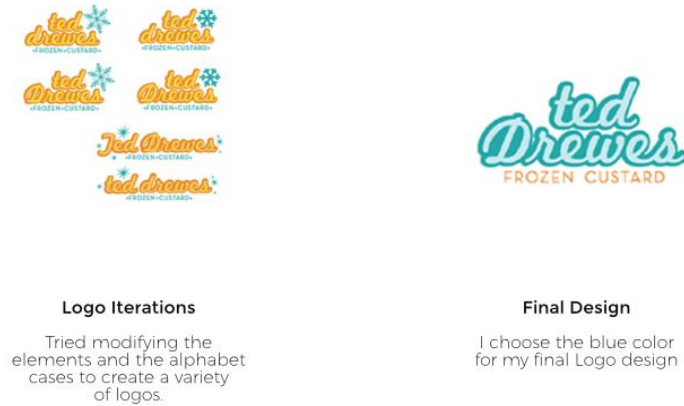 ted
drewes
•FROZEN•CUSTARD•
ted
drewes
•FROZEN•CUSTARD•
ted
Drewes
•FROZEN•CUSTARD•
ted
Drewes
•FROZEN•CUSTARD•
Ted Drewes
•FROZEN•CUSTARD•
ted drewes
•FROZEN•CUSTARD•
ted
Drewes
FROZEN CUSTARD
Logo Iterations
Tried modifying the
elements and the alphabet
cases to create a variety
of logos.
Final Design
I choose the blue color
for my final Logo design